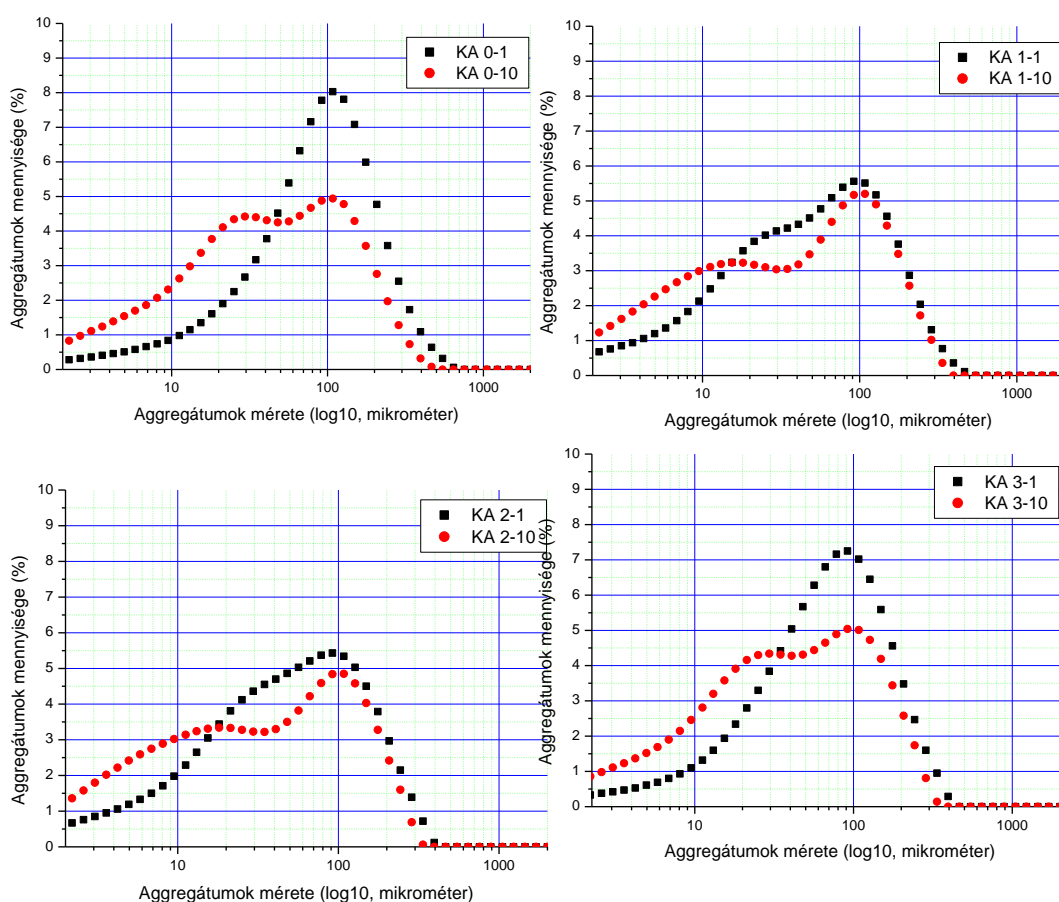 10
9
8
7
6
5
4
3
2
1
0
Aggregátumok mennyisége (%)
KA 0-1
KA 0-10
10 100 1000
Aggregátumok mérete (log10, mikrométer)
10
9
8
7
6
5
4
3
2
1
0
Aggregátumok mennyisége (%)
KA 1-1
KA 1-10
10 100 1000
Aggregátumok mérete (log10, mikrométer)
10
9
8
7
6
5
4
3
2
1
0
Aggregátumok mennyisége (%)
KA 2-1
KA 2-10
10 100 1000
Aggregátumok mérete (log10, mikrométer)
10
9
8
7
6
5
4
3
2
1
0
Aggregátumok mennyisége (%)
KA 3-1
KA 3-10
10 100 1000
Aggregátumok mérete (log10, mikrométer)